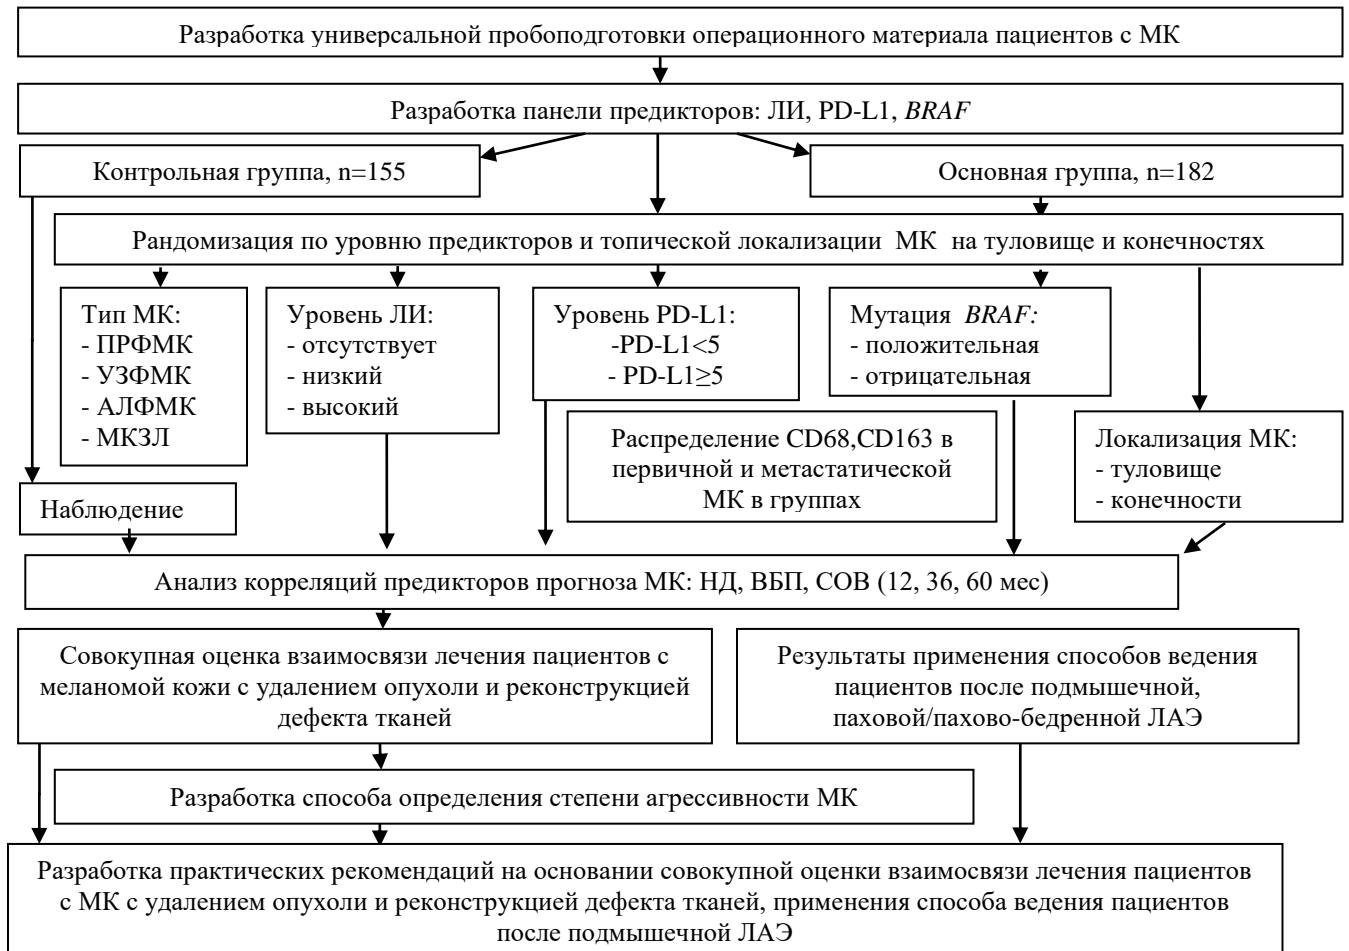 Разработка универсальной пробоподготовки операционного материала пациентов с МК
Разработка панели предикторов: ЛИ, PD-L1, BRAF
Контрольная группа, n=155
Основная группа, n=182
Рандомизация по уровню предикторов и топической локализации МК на туловище и конечностях
Тип МК:
- ПРФМК
- УЗФМК
- АЛФМК
- МКЗЛ
Уровень ЛИ:
- отсутствует
- низкий
- высокий
Уровень PD-L1:
-PD-L1<5
- PD-L1≥5
Мутация BRAF:
- положительная
- отрицательная
Распределение CD68,CD163 в
первичной и метастатической
МК в группах
Локализация МК:
- туловище
- конечности
Наблюдение
Анализ корреляций предикторов прогноза МК: НД, ВБП, СОВ (12, 36, 60 мес)
Совокупная оценка взаимосвязи лечения пациентов с
меланомой кожи с удалением опухоли и реконструкцией
дефекта тканей
Результаты применения способов ведения
пациентов после подмышечной,
паховой/пахово-бедренной ЛАЭ
Разработка способа определения степени агрессивности МК
Разработка практических рекомендаций на основании совокупной оценки взаимосвязи лечения пациентов
с МК с удалением опухоли и реконструкцией дефекта тканей, применения способа ведения пациентов
после подмышечной ЛАЭ